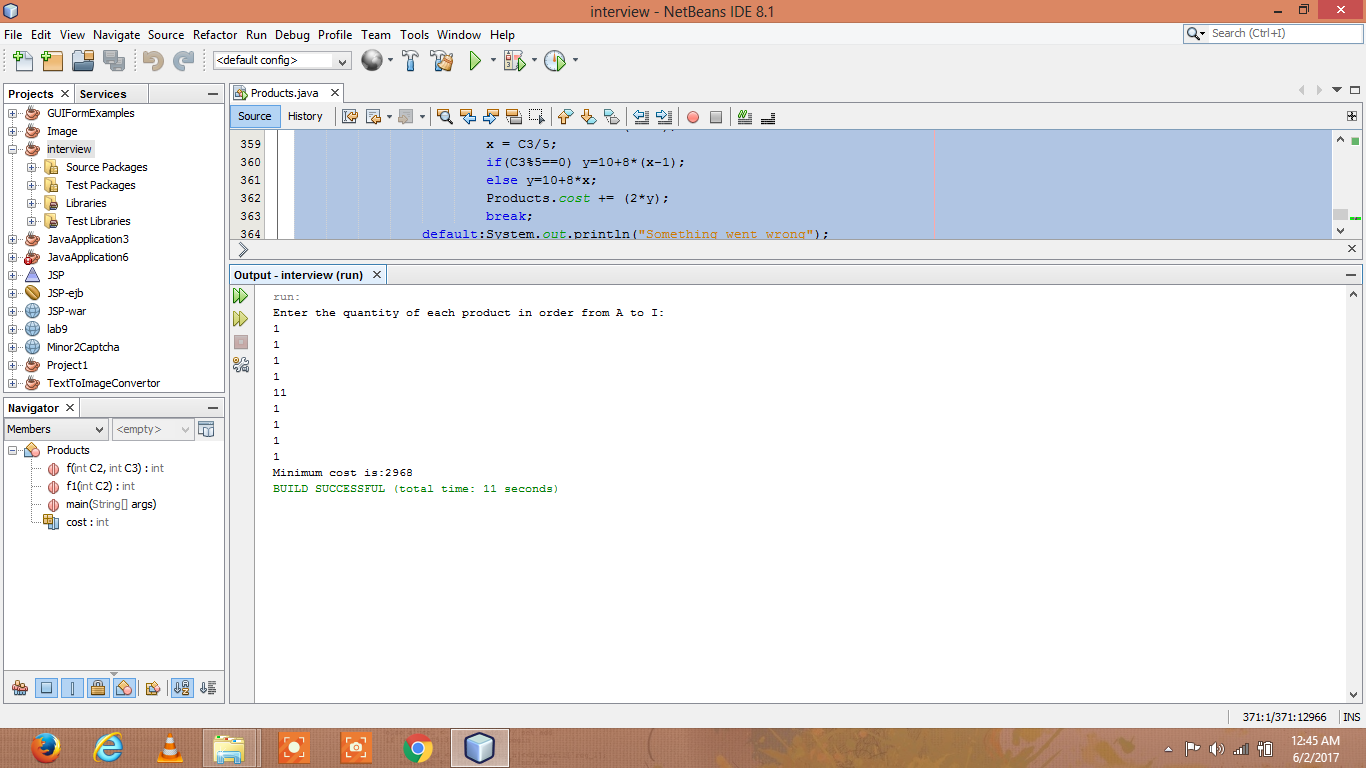 interview - NetBeans IDE 8.1
File Edit View Navigate Source Refactor Run Debug Profile Team Tools Window Help
Search (Ctrl+I)
<default config>
Projects
Services
GUIFormExamples
Image
interview
Source Packages
Test Packages
Libraries
Test Libraries
JavaApplication3
JavaApplication6
JSP
JSP-ejb
JSP-war
lab9
Minor2Captcha
Project1
TextToImageConvertor
Navigator
Members
<empty>
Products
f(int C2, int C3) : int
f1(int C2) : int
main(String[] args)
cost : int
Products.java
Source History
359 x = C3/5;
360 if(C3%5==0) y=10+8*(x-1);
361 else y=10+8*x;
362 Products.cost += (2*y);
363 break;
364 default:System.out.println("Something went wrong");
Output - interview (run)
run:
Enter the quantity of each product in order from A to I:
1
1
1
1
11
1
1
1
1
Minimum cost is:2968
BUILD SUCCESSFUL (total time: 11 seconds)
371:1/371:12966 INS
12:45 AM
6/2/2017